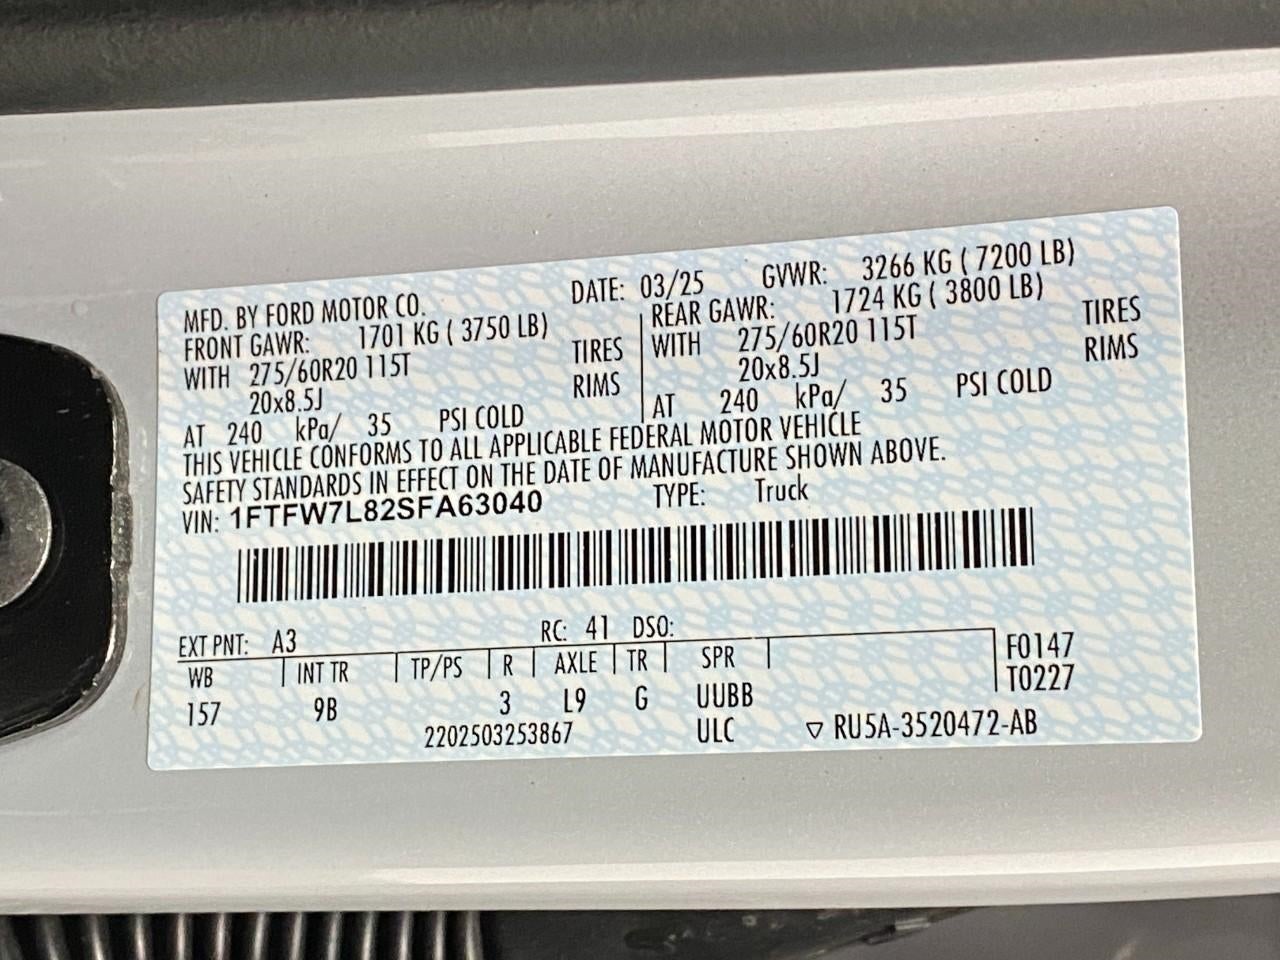 MFD. BY FORD MOTOR CO. DATE: 03/25 GVWR: 3266 KG ( 7200 LB)
FRONT GAWR: 1701 KG ( 3750 LB) REAR GAWR: 1724 KG ( 3800 LB)
WITH 275/60R20 115T TIRES WITH 275/60R20 115T TIRES
20x8.5J RIMS 20x8.5J RIMS
AT 240 kPa/ 35 PSI COLD AT 240 kPa/ 35 PSI COLD
THIS VEHICLE CONFORMS TO ALL APPLICABLE FEDERAL MOTOR VEHICLE
SAFETY STANDARDS IN EFFECT ON THE DATE OF MANUFACTURE SHOWN ABOVE.
VIN: 1FTFW7L82SFA63040 TYPE: Truck
EXT PNT: A3 RC: 41 DSO:
WB INT TR TP/PS R AXLE TR SPR F0147
157 9B 3 L9 G UUBB T0227
2202503253867 ULC ▽ RU5A-3520472-AB